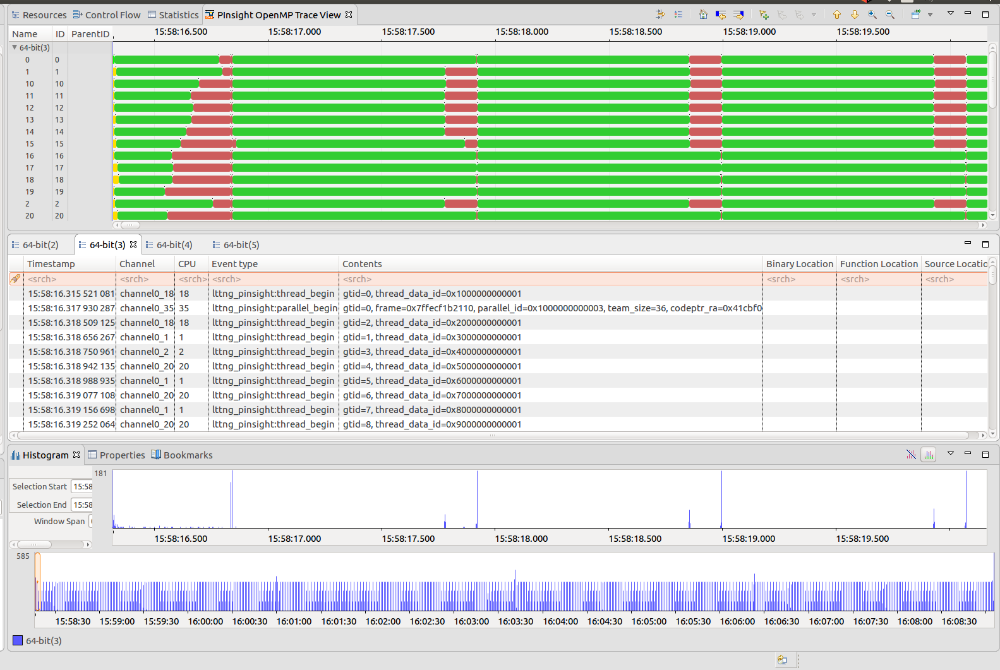 Resources Control Flow Statistics PInsight OpenMP Trace View
Name ID ParentID 15:58:16.500 15:58:17.000 15:58:17.500 15:58:18.000 15:58:18.500 15:58:19.000 15:58:19.500
64-bit(3)
0 0
1 1
10 10
11 11
12 12
13 13
14 14
15 15
16 16
17 17
18 18
19 19
2 2
20 20
64-bit(2) 64-bit(3) 64-bit(4) 64-bit(5)
Timestamp Channel CPU Event type Contents Binary Location Function Location Source Locatio
<srch> <srch> <srch> <srch> <srch> <srch> <srch> <srch>
15:58:16.315 521 081 channel0_18 18 lttng_pinsight:thread_begin gtid=0, thread_data_id=0x1000000000001
15:58:16.317 930 287 channel0_35 35 lttng_pinsight:parallel_begin gtid=0, frame=0x7ffecf1b2110, parallel_id=0x1000000000003, team_size=36, codeptr_ra=0x41cbf0
15:58:16.318 509 125 channel0_18 18 lttng_pinsight:thread_begin gtid=2, thread_data_id=0x2000000000001
15:58:16.318 656 267 channel0_1 1 lttng_pinsight:thread_begin gtid=1, thread_data_id=0x3000000000001
15:58:16.318 750 961 channel0_2 2 lttng_pinsight:thread_begin gtid=3, thread_data_id=0x4000000000001
15:58:16.318 942 135 channel0_20 20 lttng_pinsight:thread_begin gtid=4, thread_data_id=0x5000000000001
15:58:16.318 988 935 channel0_1 1 lttng_pinsight:thread_begin gtid=5, thread_data_id=0x6000000000001
15:58:16.319 077 108 channel0_20 20 lttng_pinsight:thread_begin gtid=6, thread_data_id=0x7000000000001
15:58:16.319 156 698 channel0_1 1 lttng_pinsight:thread_begin gtid=7, thread_data_id=0x8000000000001
15:58:16.319 252 064 channel0_20 20 lttng_pinsight:thread_begin gtid=8, thread_data_id=0x9000000000001
Histogram Properties Bookmarks
181
Selection Start 15:58
Selection End 15:58
Window Span
15:58:16.500 15:58:17.000 15:58:17.500 15:58:18.000 15:58:18.500 15:58:19.000 15:58:19.500
585
15:58:30 15:59:00 15:59:30 16:00:00 16:00:30 16:01:00 16:01:30 16:02:00 16:02:30 16:03:00 16:03:30 16:04:00 16:04:30 16:05:00 16:05:30 16:06:00 16:06:30 16:07:00 16:07:30 16:08:00 16:08:30
64-bit(3)